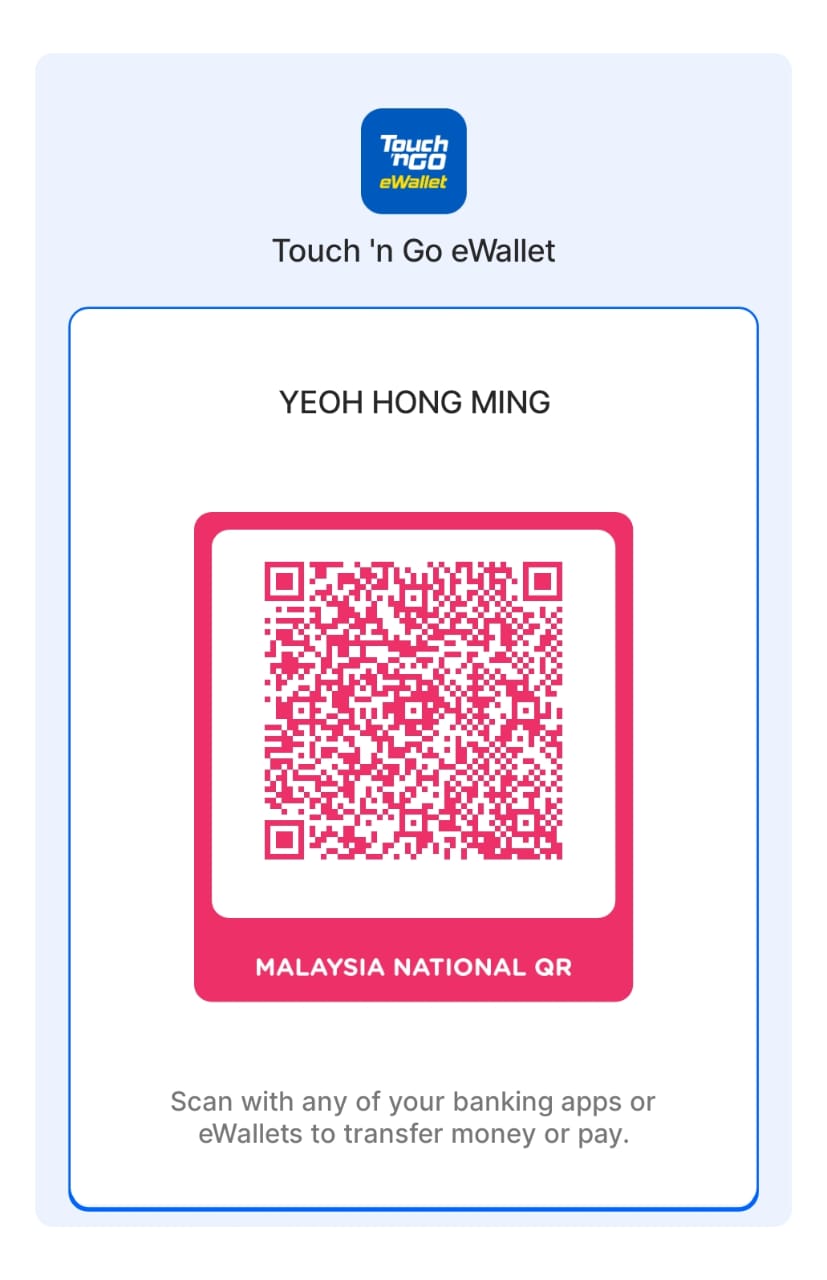 Touch
'nGO
eWallet
Touch 'n Go eWallet
YEOH HONG MING
MALAYSIA NATIONAL QR
Scan with any of your banking apps or
eWallets to transfer money or pay.